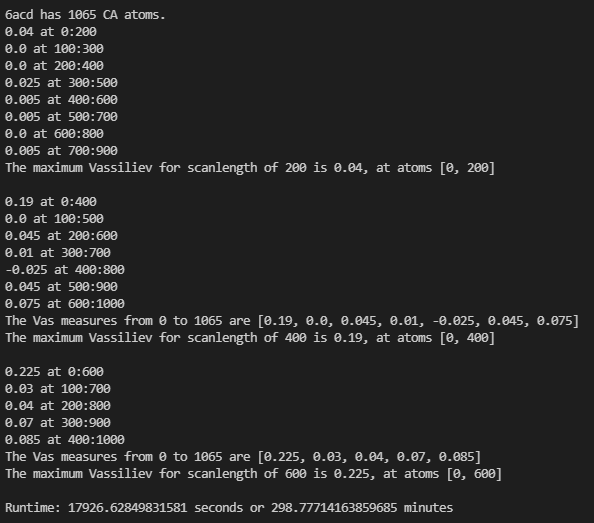 6acd has 1065 CA atoms.
0.04 at 0:200
0.0 at 100:300
0.0 at 200:400
0.025 at 300:500
0.005 at 400:600
0.005 at 500:700
0.0 at 600:800
0.005 at 700:900
The maximum Vassiliev for scanlength of 200 is 0.04, at atoms [0, 200]
0.19 at 0:400
0.0 at 100:500
0.045 at 200:600
0.01 at 300:700
-0.025 at 400:800
0.045 at 500:900
0.075 at 600:1000
The Vas measures from 0 to 1065 are [0.19, 0.0, 0.045, 0.01, -0.025, 0.045, 0.075]
The maximum Vassiliev for scanlength of 400 is 0.19, at atoms [0, 400]
0.225 at 0:600
0.03 at 100:700
0.04 at 200:800
0.07 at 300:900
0.085 at 400:1000
The Vas measures from 0 to 1065 are [0.225, 0.03, 0.04, 0.07, 0.085]
The maximum Vassiliev for scanlength of 600 is 0.225, at atoms [0, 600]
Runtime: 17926.62849831581 seconds or 298.77714163859685 minutes